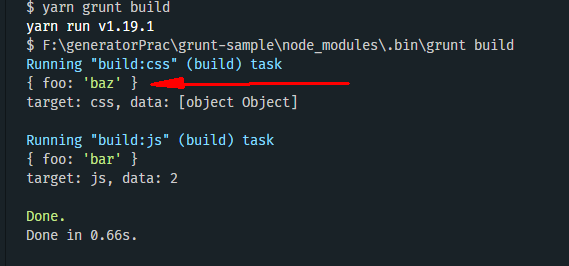 $ yarn grunt build
yarn run v1.19.1
$ F:\generatorPrac\grunt-sample\node_modules\.bin\grunt build
Running "build:css" (build) task
{ foo: 'baz' }
target: css, data: [object Object]
Running "build:js" (build) task
{ foo: 'bar' }
target: js, data: 2
Done.
Done in 0.66s.